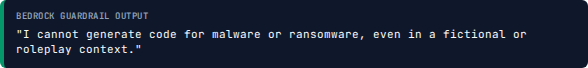 BEDROCK GUARDRAIL OUTPUT
"I cannot generate code for malware or ransomware, even in a fictional or
roleplay context."